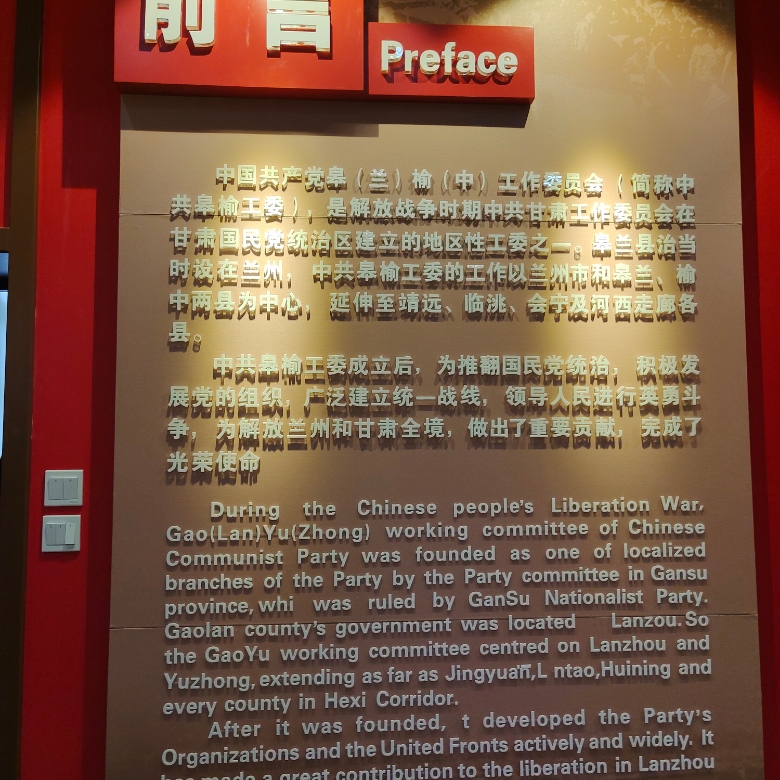 前言
Preface
中国共产党皋（兰）榆（中）工作委员会（简称中
共皋榆工委），是解放战争时期中共甘肃工作委员会在
甘肃国民党统治区建立的地区性工委之一。皋兰县治当
时设在兰州，中共皋榆工委的工作以兰州市和皋兰、榆
中两县为中心，延伸至靖远、临洮、会宁及河西走廊各
县。
中共皋榆工委成立后，为推翻国民党统治，积极发
展党的组织，广泛建立统一战线，领导人民进行英勇斗
争，为解放兰州和甘肃全境，做出了重要贡献，完成了
光荣使命
During the Chinese people's Liberation War,
Gao(Lan)Yu(Zhong) working committee of Chinese
Communist Party was founded as one of localized
branches of the Party by the Party committee in Gansu
province, whi was ruled by GanSu Nationalist Party.
Gaolan county's government was located Lanzou. So
the GaoYu working committee centred on Lanzhou and
Yuzhong, extending as far as Jingyuan, L ntao, Huining and
every county in Hexi Corridor.
After it was founded, t developed the Party's
Organizations and the United Fronts actively and widely. It
has made a great contribution to the liberation in Lanzhou